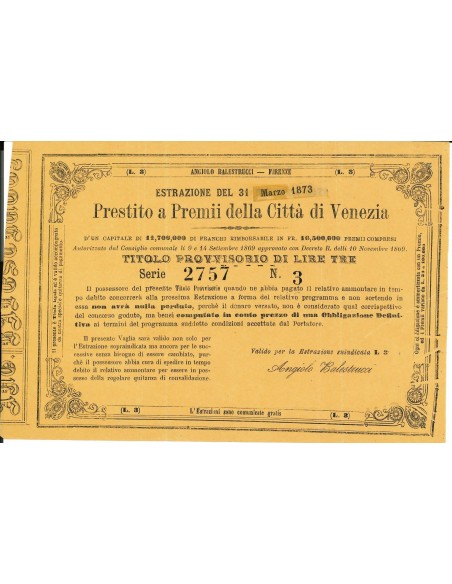 (L. 3) ANGIOLO BALESTRUCCI — FIRENZE (L. 3)
ESTRAZIONE DEL 31 Marzo 1873
Prestito a Premii della Città di Venezia
D'UN CAPITALE DI 15,700,000 DI FRANCHI RIMBORSABILE IN FR. 16,500,000 PREMII COMPRESI
Autorizzata dal Consiglio comunale li 9 e 14 Settembre 1869 approvato con Decreto R. delli 10 Novembre 1869.
TITOLO PROVVISORIO DI LIRE TRE
Serie 2757 N. 3
Il possessore del presente Titolo Provvisorio quando ne abbia pagato il relativo ammontare in tem-
po debito concorrerà alla prossima Estrazione a forma del relativo programma e non sortendo in
essa non avrà nulla perduto, perchè il denaro versato, non è considerato qual corrispettivo
del concorso goduto, ma bensì computato in conto prezzo di una Obbligazione Defini-
tiva ai termini del programma suddetto condizioni accettate dal Portatore.
Il presente Vaglia sarà valido non solo per
l'Estrazione sopraindicata ma ancora per le suc-
cessive senza bisogno di essere cambiato, pur-
chè il possessore abbia cura di spedire a tempo
debito il relativo ammontare per essere in pos-
sesso della regolare quitanza di convalidazione.
Valido per la Estrazione suindicata L.
Angiolo Balestrucci
(L. 3) L'Estrazioni sono comunicate gratis (L. 3)